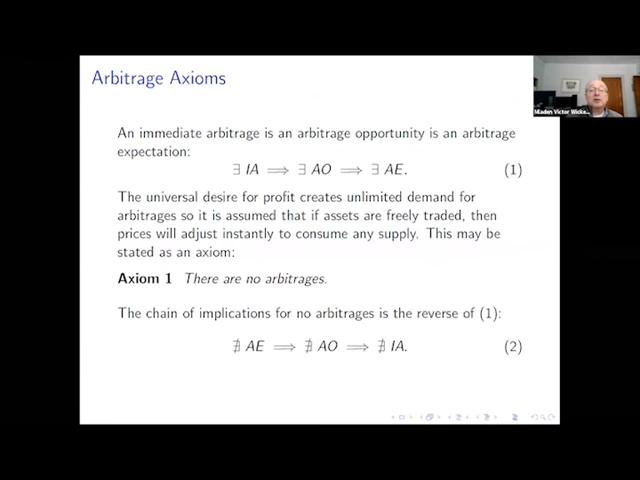 Arbitrage Axioms
An immediate arbitrage is an arbitrage opportunity is an arbitrage
expectation:
∃ IA ⟹ ∃ AO ⟹ ∃ AE. (1)
The universal desire for profit creates unlimited demand for
arbitrages so it is assumed that if assets are freely traded, then
prices will adjust instantly to consume any supply. This may be
stated as an axiom:
Axiom 1 There are no arbitrages.
The chain of implications for no arbitrages is the reverse of (1):
∄ AE ⟹ ∄ AO ⟹ ∄ IA. (2)
Mladen Victor Wicke...